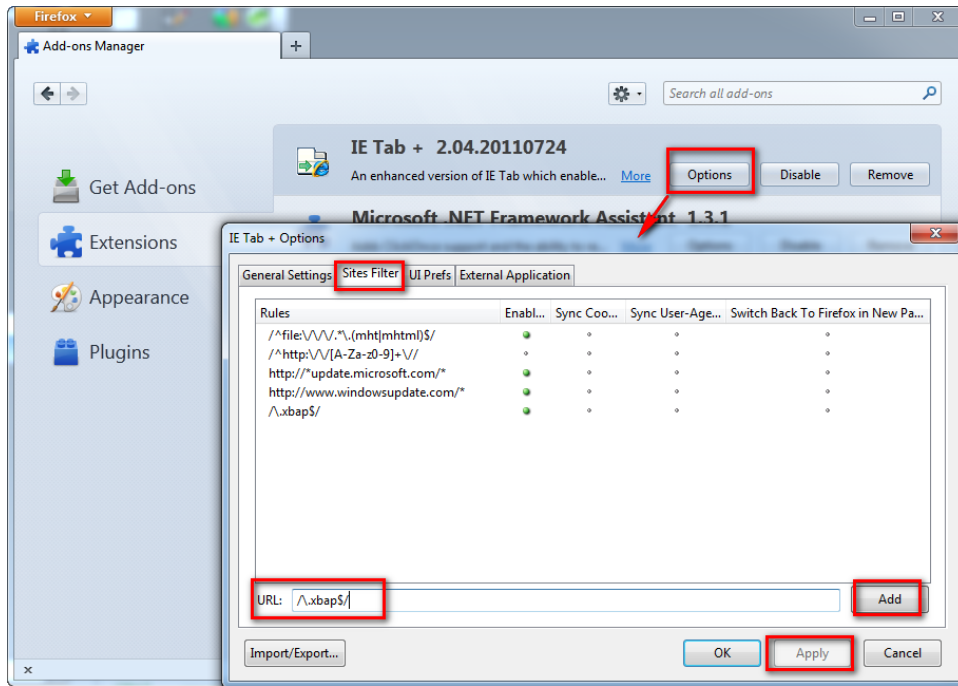 Firefox
Add-ons Manager
Search all add-ons
IE Tab + 2.04.20110724
An enhanced version of IE Tab which enable... More Options Disable Remove
Get Add-ons
Microsoft .NET Framework Assistant 1.3.1
Extensions
Appearance
Plugins
IE Tab + Options
General Settings Sites Filter UI Prefs External Application
Rules Enabl... Sync Coo... Sync User-Age... Switch Back To Firefox in New Pa...
/^file:\/\/\/.*\.(mht|mhtml)$/
/^http:\/\/[A-Za-z0-9]+\//
http://*update.microsoft.com/*
http://www.windowsupdate.com/*
/\.xbap$/
URL: /\.xbap$/ Add
Import/Export... OK Apply Cancel